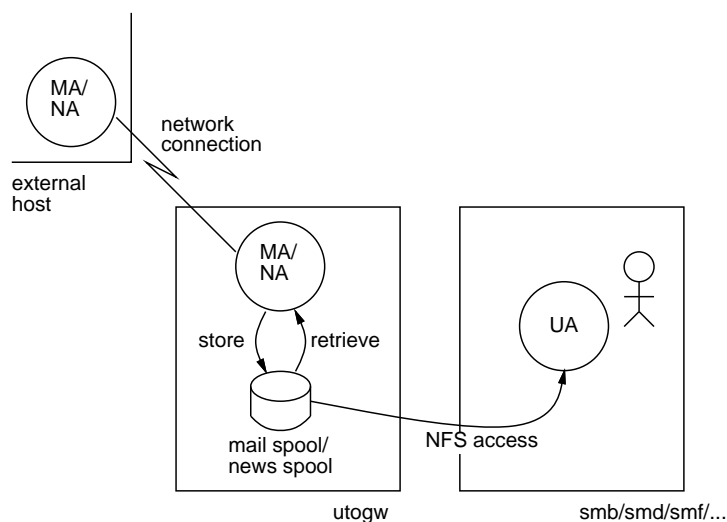 MA/
NA
network
connection
external
host
MA/
NA
store
retrieve
UA
mail spool/
news spool
NFS access
utogw
smb/smd/smf/...